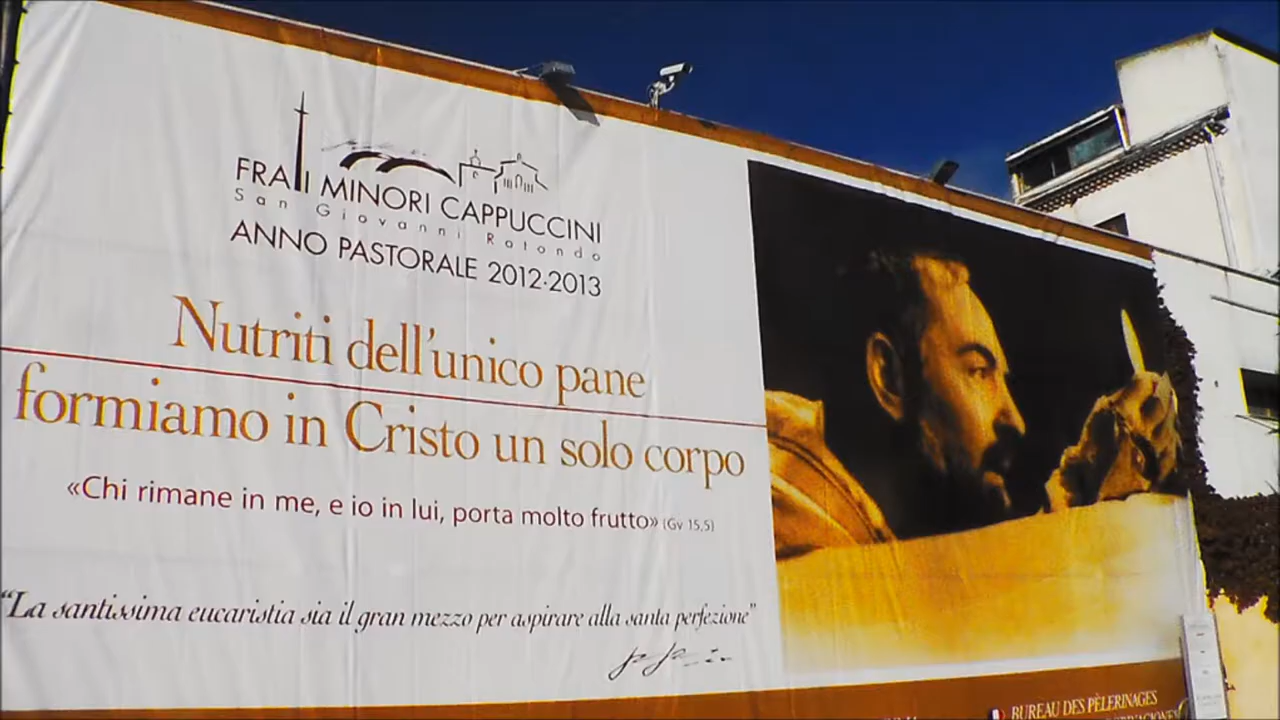 FRATI MINORI CAPPUCCINI
San Giovanni Rotondo
ANNO PASTORALE 2012·2013
Nutriti dell'unico pane
formiamo in Cristo un solo corpo
«Chi rimane in me, e io in lui, porta molto frutto» (Gv 15,5)
"La santissima eucaristia sia il gran mezzo per aspirare alla santa perfezione"
BUREAU DES PÈLERINAGES